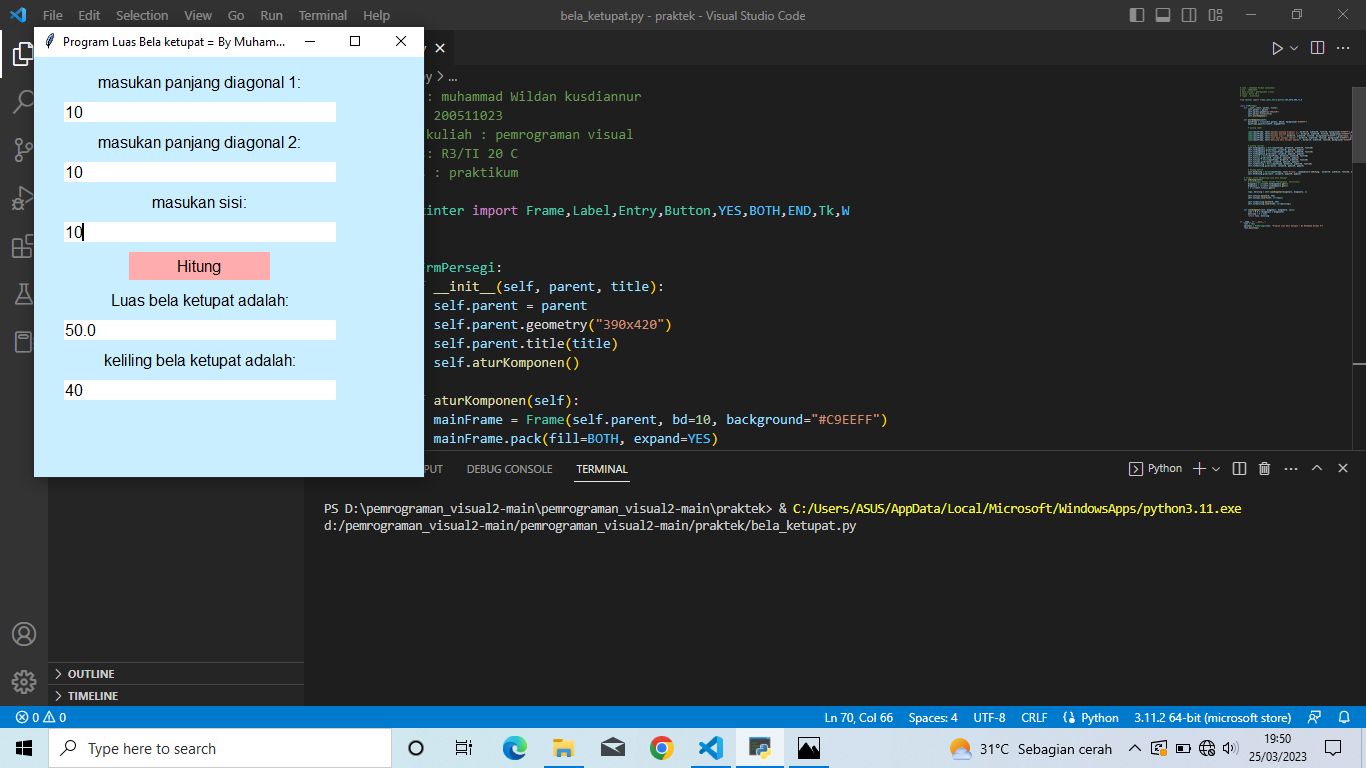 File Edit Selection View Go Run Terminal Help
bela_ketupat.py - praktek - Visual Studio Code
Program Luas Bela ketupat = By Muham...
masukan panjang diagonal 1:
10
masukan panjang diagonal 2:
10
masukan sisi:
10
Hitung
Luas bela ketupat adalah:
50.0
keliling bela ketupat adalah:
40
...
: muhammad Wildan kusdiannur
200511023
kuliah : pemrograman visual
: R3/TI 20 C
: praktikum
import Frame,Label,Entry,Button,YES,BOTH,END,Tk,W
rmPersegi:
__init__(self, parent, title):
self.parent = parent
self.parent.geometry("390x420")
self.parent.title(title)
self.aturKomponen()
aturKomponen(self):
mainFrame = Frame(self.parent, bd=10, background="#C9EEFF")
mainFrame.pack(fill=BOTH, expand=YES)
PUT DEBUG CONSOLE TERMINAL
Python
PS D:\pemrograman_visual2-main\pemrograman_visual2-main\praktek> & C:/Users/ASUS/AppData/Local/Microsoft/WindowsApps/python3.11.exe
d:/pemrograman_visual2-main/pemrograman_visual2-main/praktek/bela_ketupat.py
OUTLINE
TIMELINE
0 0 Ln 70, Col 66 Spaces: 4 UTF-8 CRLF Python 3.11.2 64-bit (microsoft store)
Type here to search
31°C Sebagian cerah
19:50
25/03/2023